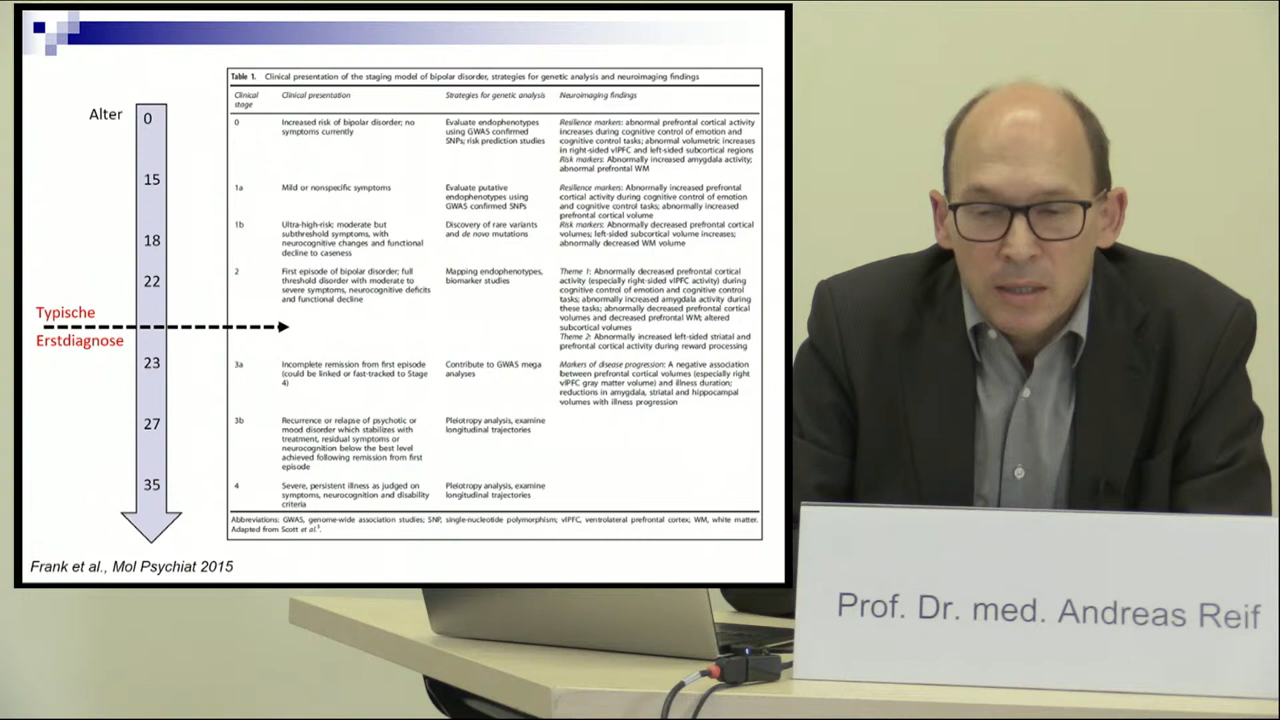 Alter
0
15
18
22
Typische
Erstdiagnose
23
27
35
Table 1. Clinical presentation of the staging model of bipolar disorder, strategies for genetic analysis and neuroimaging findings
Clinical stage
Clinical presentation
Strategies for genetic analysis
Neuroimaging findings
0
Increased risk of bipolar disorder; no
symptoms currently
Evaluate endophenotypes
using GWAS confirmed
SNPs; risk prediction studies
Resilience markers: abnormal prefrontal cortical activity
increases during cognitive control of emotion and
cognitive control tasks; abnormal volumetric increases
in right-sided vlPFC and left-sided subcortical regions
Risk markers: Abnormally increased amygdala activity;
abnormal prefrontal WM
1a
Mild or nonspecific symptoms
Evaluate putative
endophenotypes using
GWAS confirmed SNPs
Resilience markers: Abnormally increased prefrontal
cortical activity during cognitive control of emotion
and cognitive control tasks; abnormally increased
prefrontal cortical volume
1b
Ultra-high-risk: moderate but
subthreshold symptoms, with
neurocognitive changes and functional
decline to caseness
Discovery of rare variants
and de novo mutations
Risk markers: Abnormally decreased prefrontal cortical
volumes; left-sided subcortical volume increases;
abnormally decreased WM volume
2
First episode of bipolar disorder; full
threshold disorder with moderate to
severe symptoms, neurocognitive deficits
and functional decline
Mapping endophenotypes,
biomarker studies
Theme 1: Abnormally decreased prefrontal cortical
activity (especially right-sided vlPFC activity) during
cognitive control of emotion and cognitive control
tasks; abnormally increased amygdala activity during
these tasks; abnormally decreased prefrontal cortical
volumes and decreased prefrontal WM; altered
subcortical volumes
Theme 2: Abnormally increased left-sided striatal and
prefrontal cortical activity during reward processing
3a
Incomplete remission from first episode
(could be linked or fast-tracked to Stage
4)
Contribute to GWAS mega
analyses
Markers of disease progression: A negative association
between prefrontal cortical volumes (especially right
vlPFC gray matter volume) and illness duration;
reductions in amygdala, striatal and hippocampal
volumes with illness progression
3b
Recurrence or relapse of psychotic or
mood disorder which stabilizes with
treatment, residual symptoms or
neurocognition below the best level
achieved following remission from first
episode
Pleiotropy analysis, examine
longitudinal trajectories
4
Severe, persistent illness as judged on
symptoms, neurocognition and disability
criteria
Pleiotropy analysis, examine
longitudinal trajectories
Abbreviations: GWAS, genome-wide association studies; SNP, single-nucleotide polymorphism; vlPFC, ventrolateral prefrontal cortex; WM, white matter.
Adapted from Scott et al.
Frank et al., Mol Psychiat 2015
Prof. Dr. med. Andreas Reif